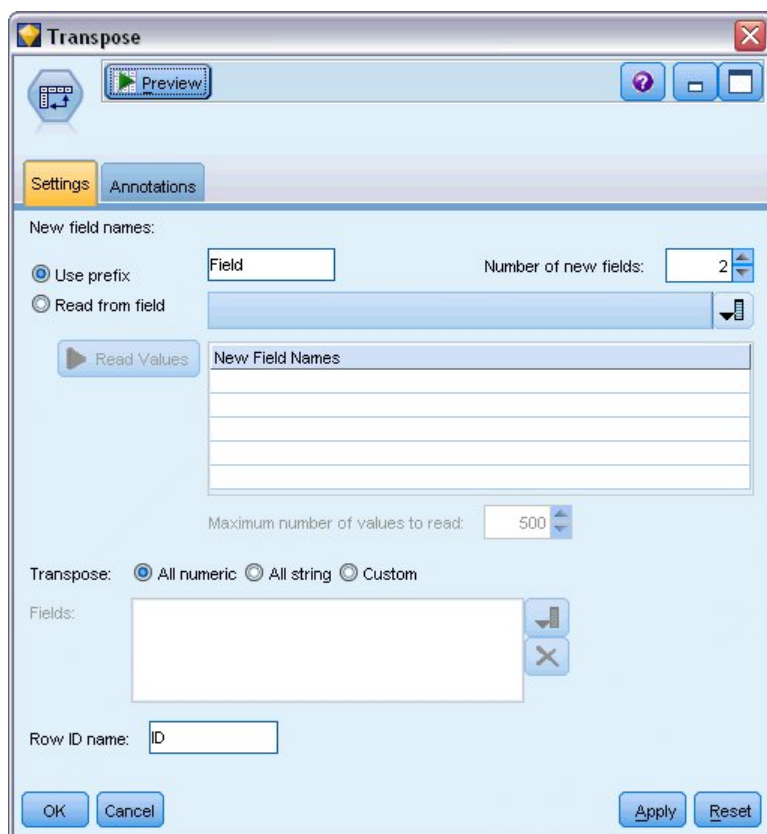 Transpose
Preview
Settings Annotations
New field names:
Use prefix Field Number of new fields: 2
Read from field
Read Values New Field Names
Maximum number of values to read: 500
Transpose: All numeric All string Custom
Fields:
Row ID name: ID
OK Cancel Apply Reset